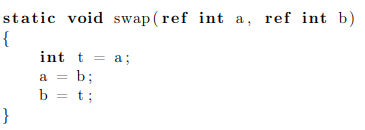 static void swap(ref int a, ref int b)
{
    int t = a;
    a = b;
    b = t;
}